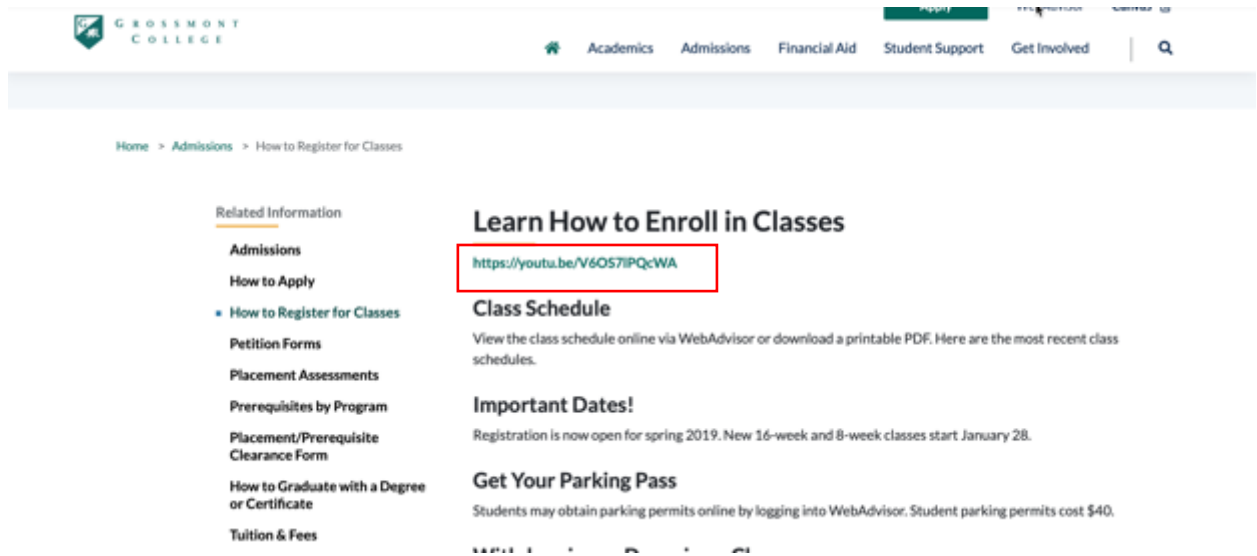 GROSSMONT
COLLEGE
Apply WebAdvisor Canvas
Academics Admissions Financial Aid Student Support Get Involved
Home > Admissions > How to Register for Classes
Related Information
Admissions
How to Apply
How to Register for Classes
Petition Forms
Placement Assessments
Prerequisites by Program
Placement/Prerequisite
Clearance Form
How to Graduate with a Degree
or Certificate
Tuition & Fees
Learn How to Enroll in Classes
https://youtu.be/V6OS7lPQcWA
Class Schedule
View the class schedule online via WebAdvisor or download a printable PDF. Here are the most recent class
schedules.
Important Dates!
Registration is now open for spring 2019. New 16-week and 8-week classes start January 28.
Get Your Parking Pass
Students may obtain parking permits online by logging into WebAdvisor. Student parking permits cost $40.